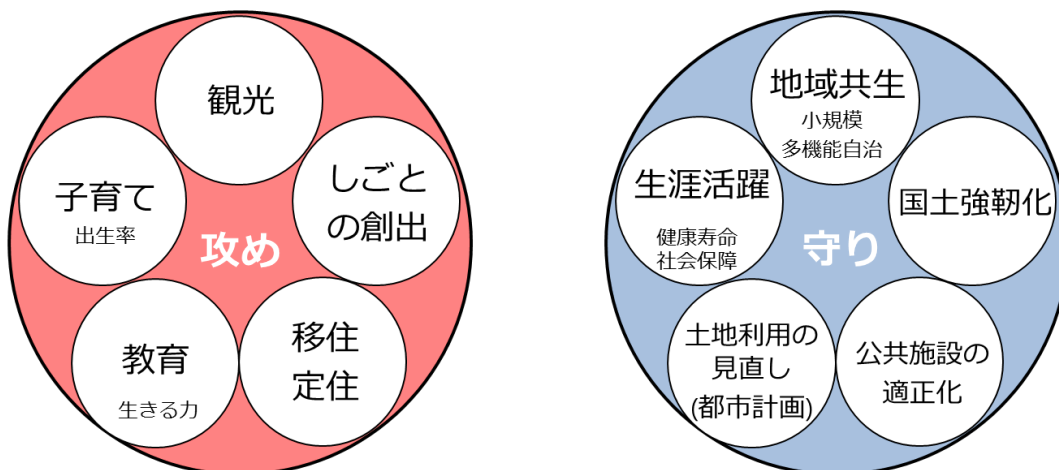 観光
しごと
の創出
移住
定住
教育
生きる力
子育て
出生率
攻め
地域共生
小規模
多機能自治
国土強靭化
公共施設の
適正化
土地利用の
見直し
(都市計画)
生涯活躍
健康寿命
社会保障
守り